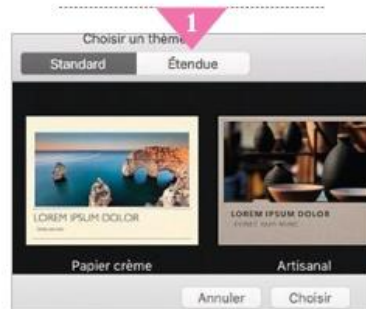 1
Choisir un thème
Standard Étendue
LOREM IPSUM DOLOR
LOREM IPSUM DOLOR
Papier crème Artisanal
Annuler Choisir